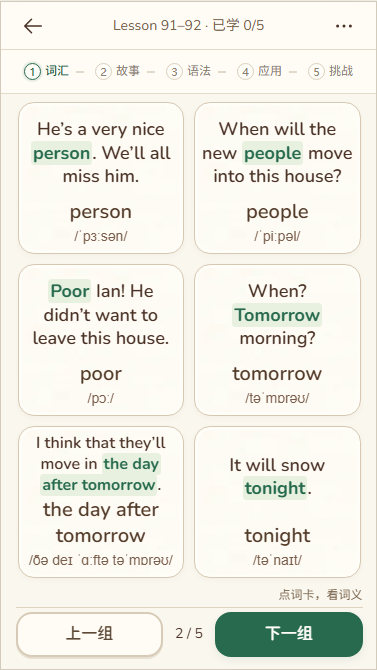 Lesson 91–92 · 已学 0/5
1 词汇 – 2 故事 – 3 语法 – 4 应用 – 5 挑战
He's a very nice
person. We'll all
miss him.
person
/ˈpɜːsən/
When will the
new people move
into this house?
people
/ˈpiːpəl/
Poor Ian! He
didn't want to
leave this house.
poor
/pɔː/
When?
Tomorrow
morning?
tomorrow
/təˈmɒrəʊ/
I think that they'll
move in the day
after tomorrow.
the day after
tomorrow
/ðə deɪ ˈɑːftə təˈmɒrəʊ/
It will snow
tonight.
tonight
/təˈnaɪt/
点词卡，看词义
上一组
2 / 5
下一组